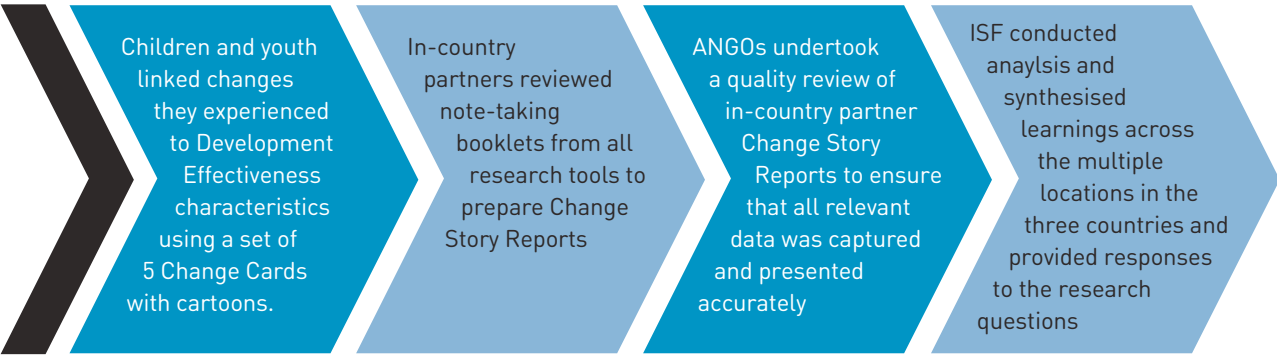 Children and youth
linked changes
they experienced
to Development
Effectiveness
characteristics
using a set of
5 Change Cards
with cartoons.
In-country
partners reviewed
note-taking
booklets from all
research tools to
prepare Change
Story Reports
ANGOs undertook
a quality review of
in-country partner
Change Story
Reports to ensure
that all relevant
data was captured
and presented
accurately
ISF conducted
anaylsis and
synthesised
learnings across
the multiple
locations in the
three countries and
provided responses
to the research
questions